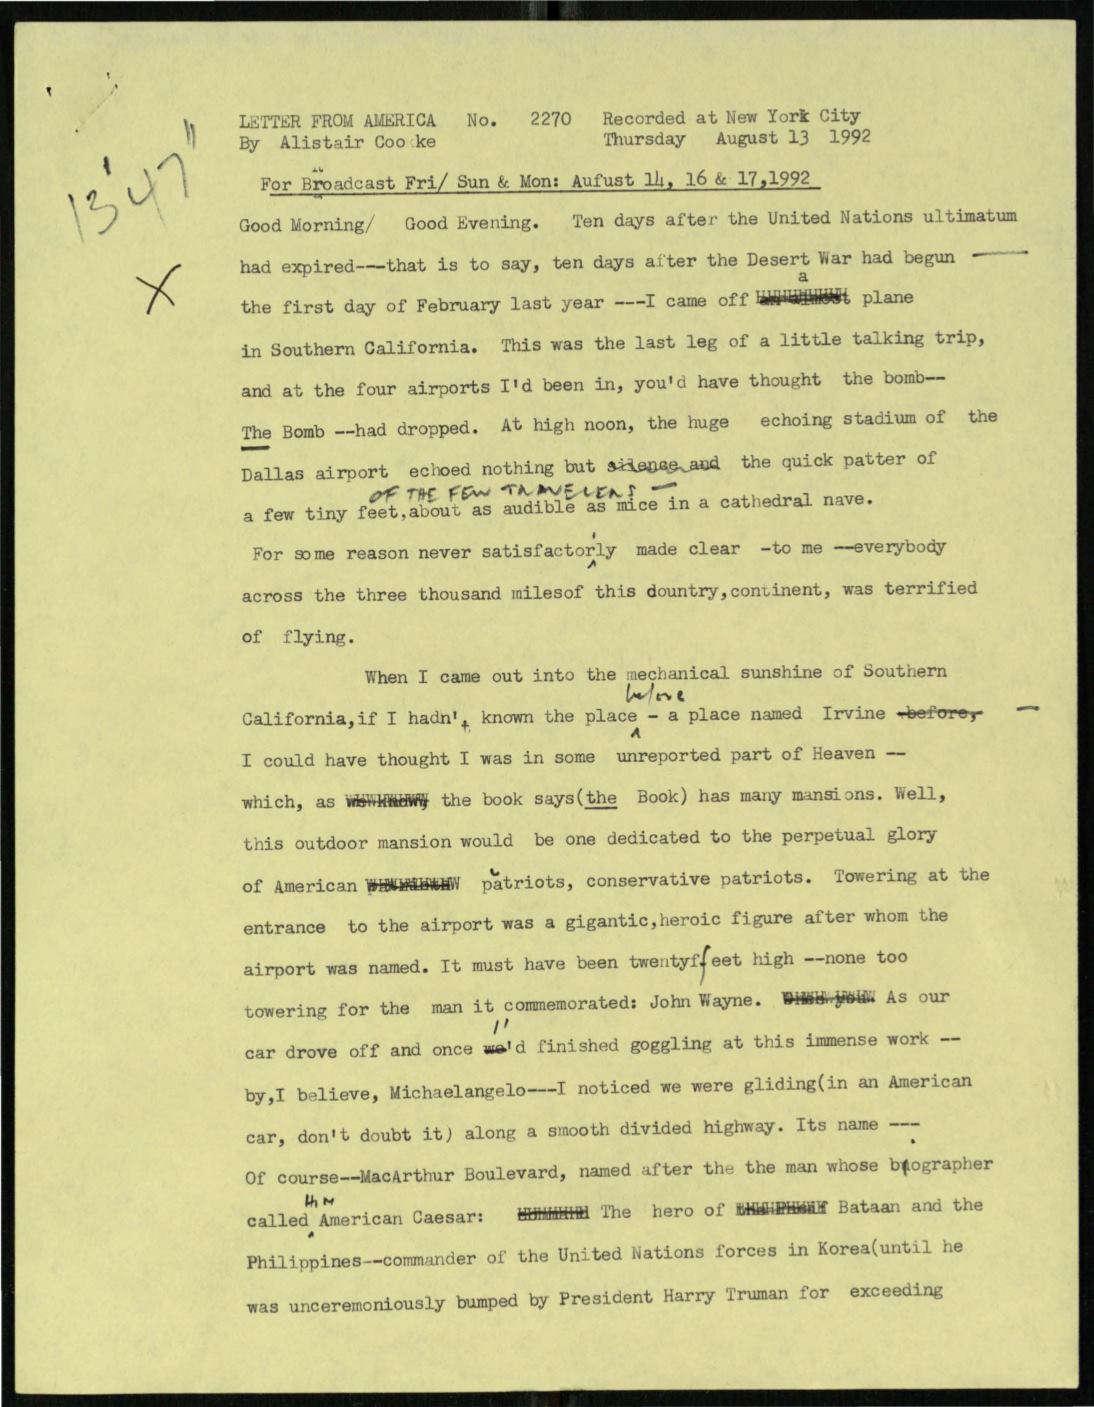 13' 47"
X
LETTER FROM AMERICA No. 2270 Recorded at New York City
By Alistair Cooke Thursday August 13 1992
For Broadcast Fri/ Sun & Mon: Aufust 14, 16 & 17,1992
Good Morning/ Good Evening. Ten days after the United Nations ultimatum
had expired---that is to say, ten days after the Desert War had begun —
a
the first day of February last year ---I came off plane
in Southern California. This was the last leg of a little talking trip,
and at the four airports I'd been in, you'd have thought the bomb--
The Bomb --had dropped. At high noon, the huge echoing stadium of the
Dallas airport echoed nothing but silence and the quick patter of
OF THE FEW TRAVELERS —
a few tiny feet,about as audible as mice in a cathedral nave.
For some reason never satisfactorily made clear -to me --everybody
across the three thousand milesof this dountry,continent, was terrified
of flying.
When I came out into the mechanical sunshine of Southern
before
California,if I hadn't known the place - a place named Irvine before, —
I could have thought I was in some unreported part of Heaven --
which, as the book says(the Book) has many mansions. Well,
this outdoor mansion would be one dedicated to the perpetual glory
of American patriots, conservative patriots. Towering at the
entrance to the airport was a gigantic,heroic figure after whom the
airport was named. It must have been twentyffeet high --none too
towering for the man it commemorated: John Wayne. As our
I'
car drove off and once we'd finished goggling at this immense work --
by,I believe, Michaelangelo---I noticed we were gliding(in an American
car, don't doubt it) along a smooth divided highway. Its name ---
Of course--MacArthur Boulevard, named after the the man whose biographer
HIM
called American Caesar: The hero of Bataan and the
Philippines--commander of the United Nations forces in Korea(until he
was unceremoniously bumped by President Harry Truman for exceeding